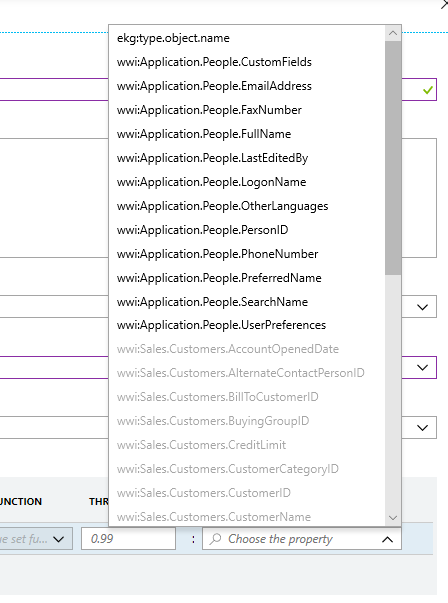 ekg:type.object.name
wwi:Application.People.CustomFields
wwi:Application.People.EmailAddress
wwi:Application.People.FaxNumber
wwi:Application.People.FullName
wwi:Application.People.LastEditedBy
wwi:Application.People.LogonName
wwi:Application.People.OtherLanguages
wwi:Application.People.PersonID
wwi:Application.People.PhoneNumber
wwi:Application.People.PreferredName
wwi:Application.People.SearchName
wwi:Application.People.UserPreferences
wwi:Sales.Customers.AccountOpenedDate
wwi:Sales.Customers.AlternateContactPersonID
wwi:Sales.Customers.BillToCustomerID
wwi:Sales.Customers.BuyingGroupID
wwi:Sales.Customers.CreditLimit
wwi:Sales.Customers.CustomerCategoryID
wwi:Sales.Customers.CustomerID
wwi:Sales.Customers.CustomerName
UNCTION THR
e set fu... 0.99 : Choose the property